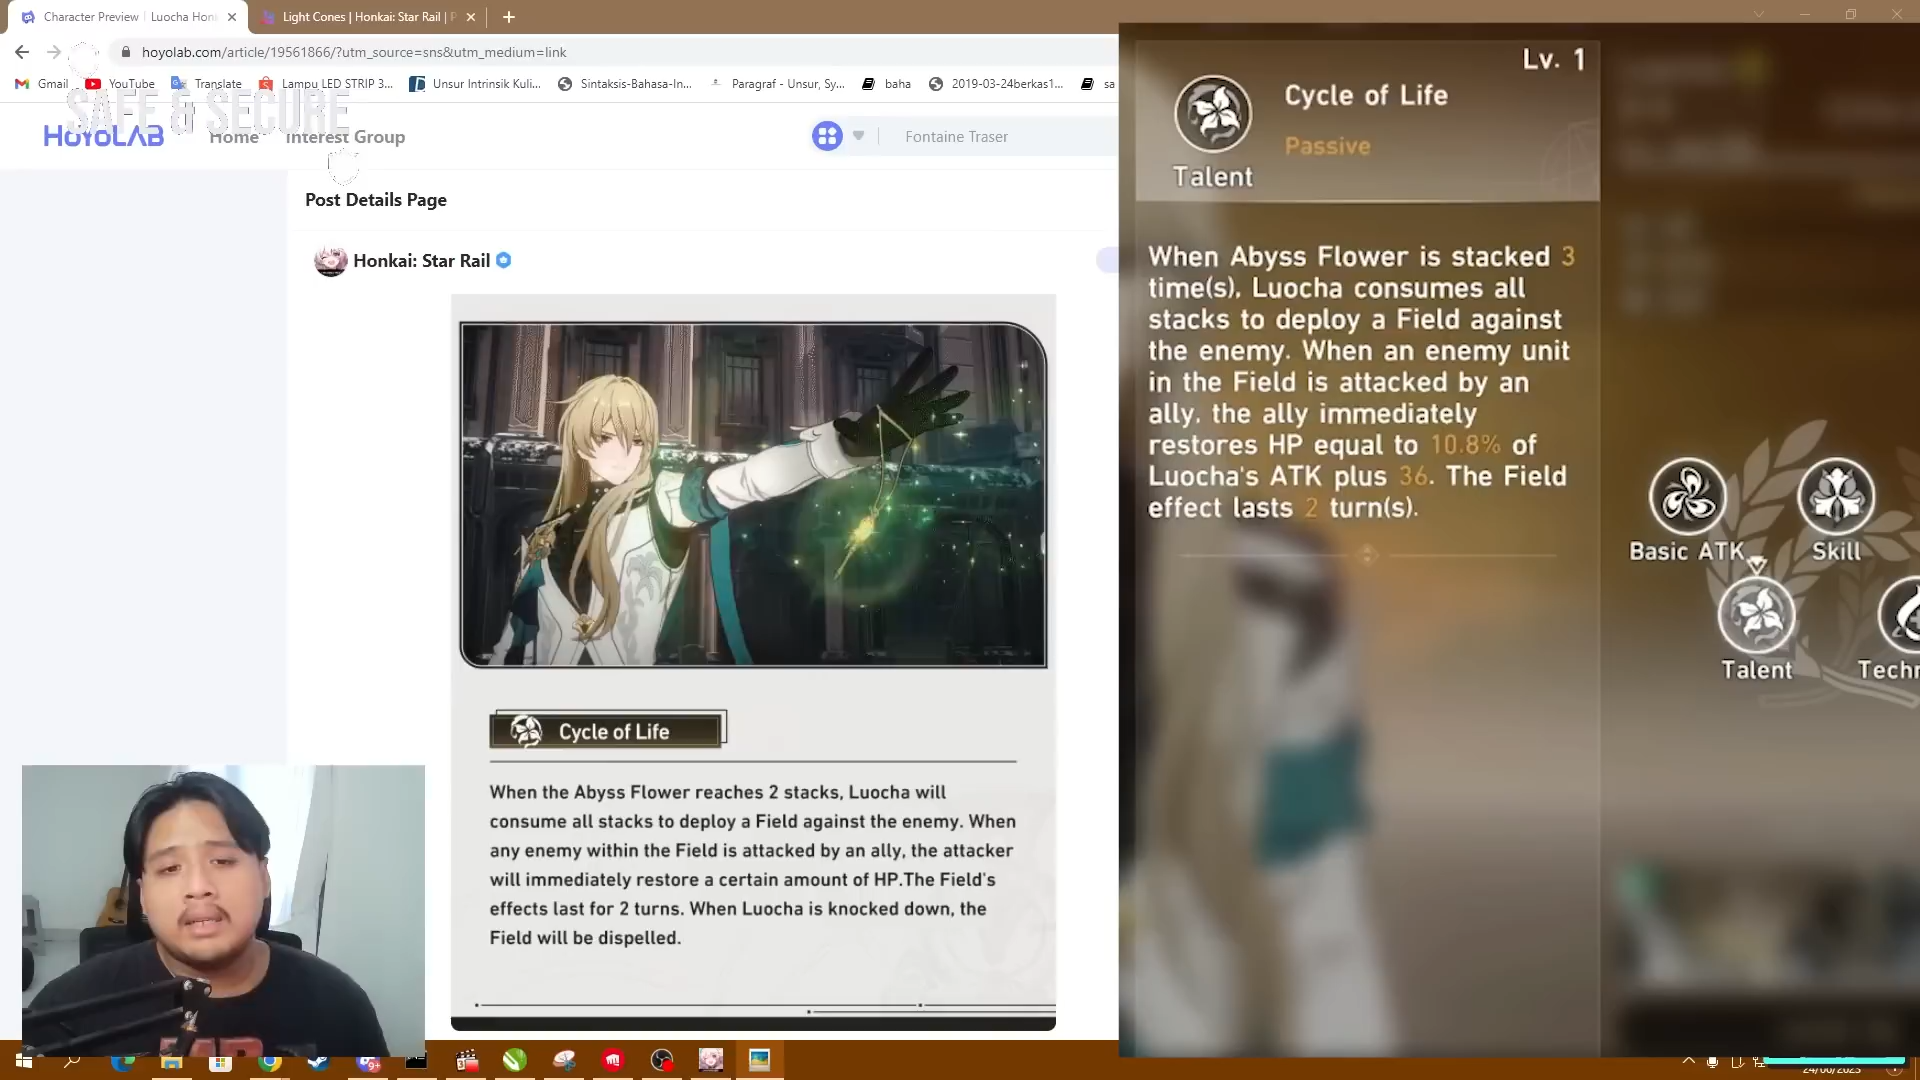 Character Preview | Luocha Hon
Light Cones | Honkai: Star Rail | P
hoyolab.com/article/19561866/?utm_source=sns&utm_medium=link
Gmail
YouTube
Translate
Lampu LED STRIP 3...
Unsur Intrinsik Kuli...
Sintaksis-Bahasa-In...
Paragraf - Unsur, Sy...
baha
2019-03-24berkas1...
sa
SAFE & SECURE
HoYoLAB
Home
Interest Group
Fontaine Traser
Post Details Page
Honkai: Star Rail
Cycle of Life
When the Abyss Flower reaches 2 stacks, Luocha will
consume all stacks to deploy a Field against the enemy. When
any enemy within the Field is attacked by an ally, the attacker
will immediately restore a certain amount of HP.The Field's
effects last for 2 turns. When Luocha is knocked down, the
Field will be dispelled.
Lv. 1
Cycle of Life
Passive
Talent
When Abyss Flower is stacked 3
time(s), Luocha consumes all
stacks to deploy a Field against
the enemy. When an enemy unit
in the Field is attacked by an
ally, the ally immediately
restores HP equal to 10.8% of
Luocha's ATK plus 36. The Field
effect lasts 2 turn(s).
Basic ATK
Skill
Talent
Techn
24/06/2023